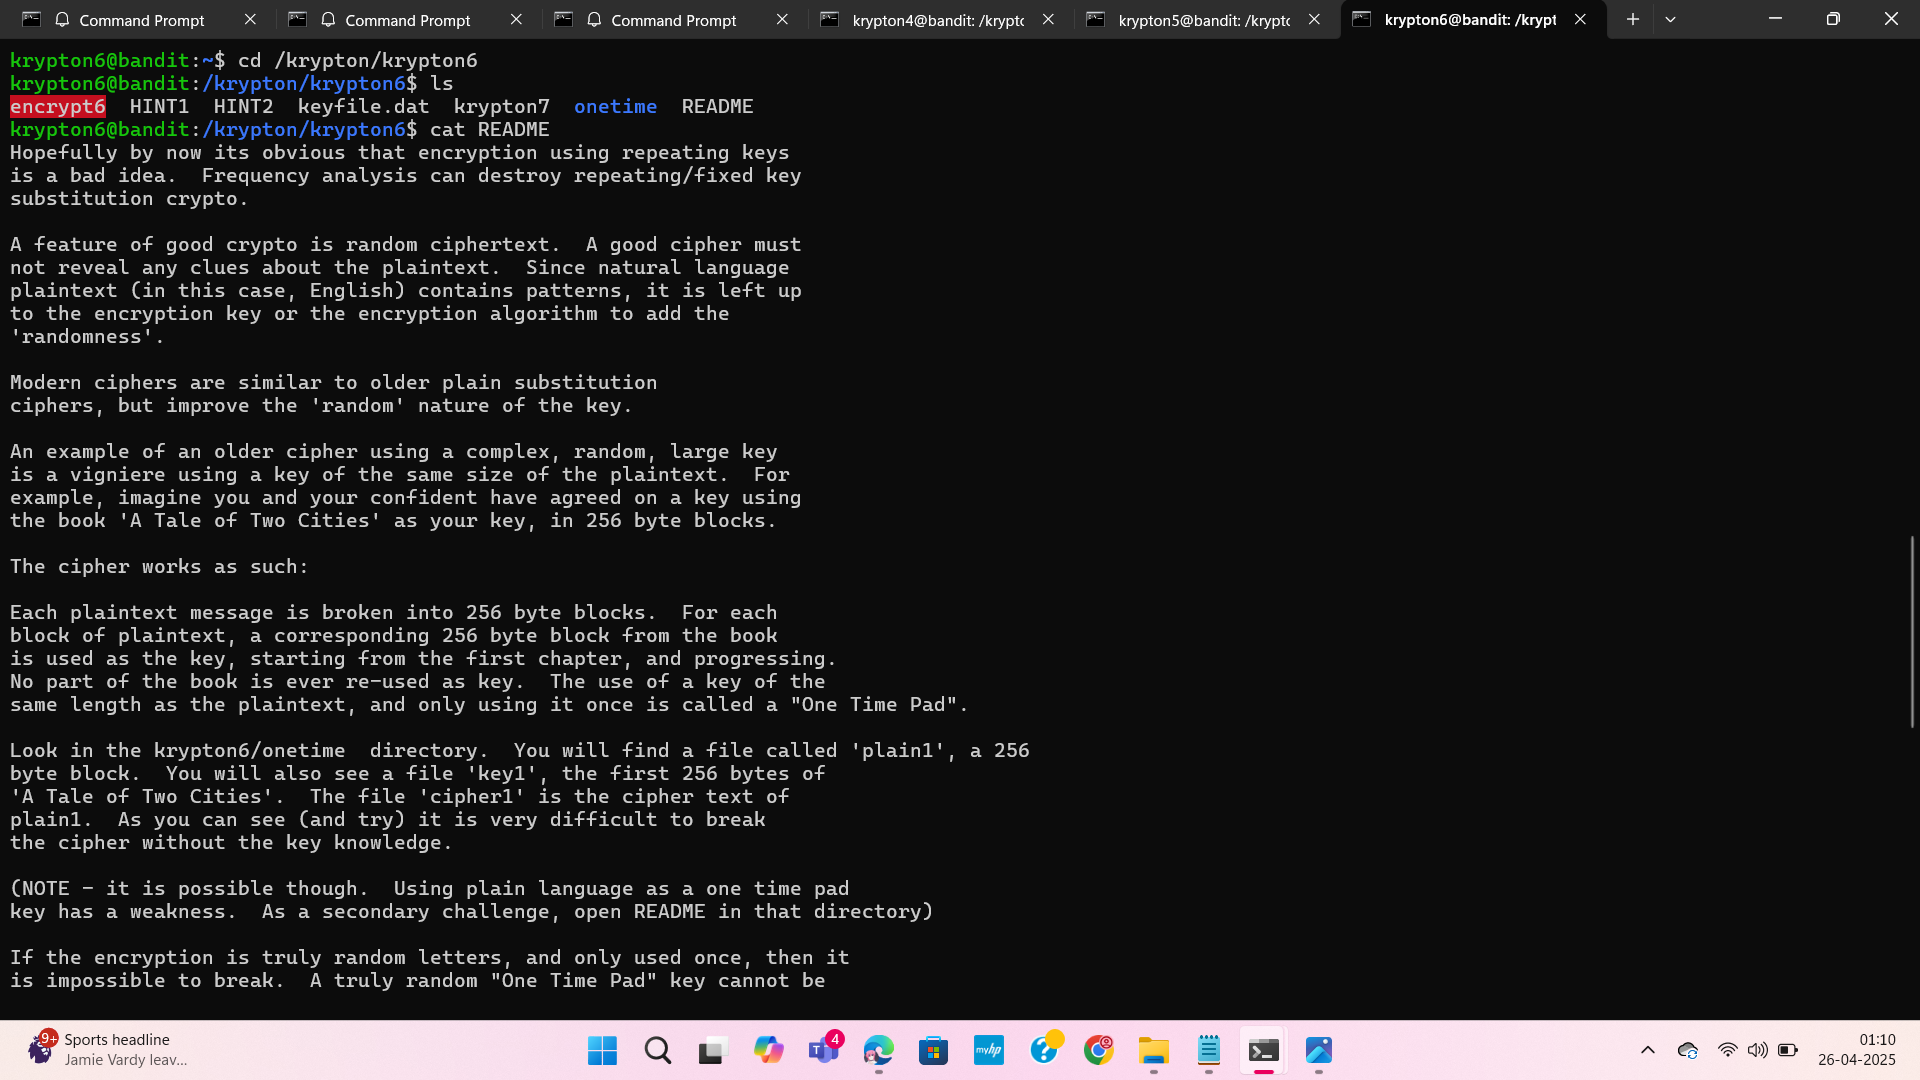 Command Prompt
Command Prompt
Command Prompt
krypton4@bandit: /krypto
krypton5@bandit: /krypto
krypton6@bandit: /krypt
krypton6@bandit:~$ cd /krypton/krypton6
krypton6@bandit:/krypton/krypton6$ ls
encrypt6  HINT1  HINT2  keyfile.dat  krypton7  onetime  README
krypton6@bandit:/krypton/krypton6$ cat README
Hopefully by now its obvious that encryption using repeating keys
is a bad idea.  Frequency analysis can destroy repeating/fixed key
substitution crypto.
A feature of good crypto is random ciphertext.  A good cipher must
not reveal any clues about the plaintext.  Since natural language
plaintext (in this case, English) contains patterns, it is left up
to the encryption key or the encryption algorithm to add the
'randomness'.
Modern ciphers are similar to older plain substitution
ciphers, but improve the 'random' nature of the key.
An example of an older cipher using a complex, random, large key
is a vigniere using a key of the same size of the plaintext.  For
example, imagine you and your confident have agreed on a key using
the book 'A Tale of Two Cities' as your key, in 256 byte blocks.
The cipher works as such:
Each plaintext message is broken into 256 byte blocks.  For each
block of plaintext, a corresponding 256 byte block from the book
is used as the key, starting from the first chapter, and progressing.
No part of the book is ever re-used as key.  The use of a key of the
same length as the plaintext, and only using it once is called a "One Time Pad".
Look in the krypton6/onetime  directory.  You will find a file called 'plain1', a 256
byte block.  You will also see a file 'key1', the first 256 bytes of
'A Tale of Two Cities'.  The file 'cipher1' is the cipher text of
plain1.  As you can see (and try) it is very difficult to break
the cipher without the key knowledge.
(NOTE - it is possible though.  Using plain language as a one time pad
key has a weakness.  As a secondary challenge, open README in that directory)
If the encryption is truly random letters, and only used once, then it
is impossible to break.  A truly random "One Time Pad" key cannot be
9+
Sports headline
Jamie Vardy leav...
4
myhp
01:10
26-04-2025